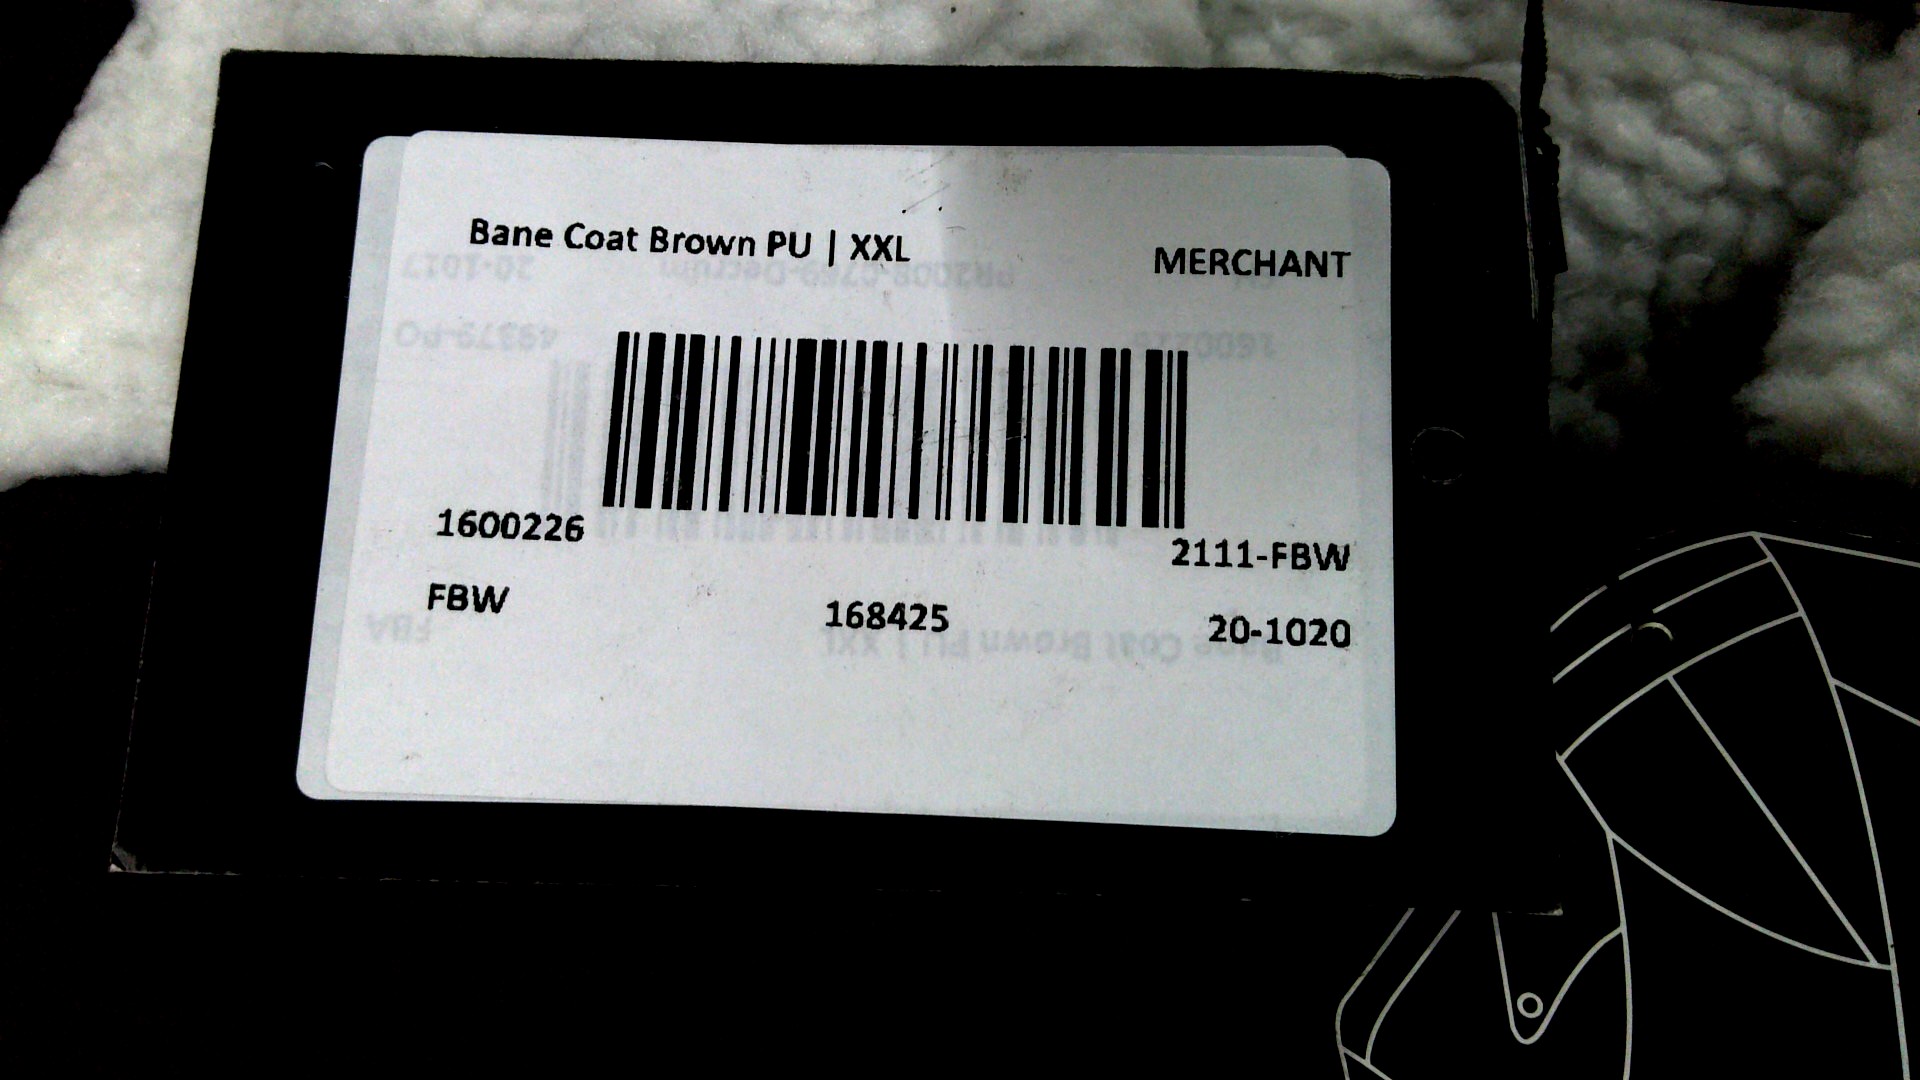 Bane Coat Brown PU | XXL
MERCHANT
1600226
2111-FBW
FBW
168425
20-1020